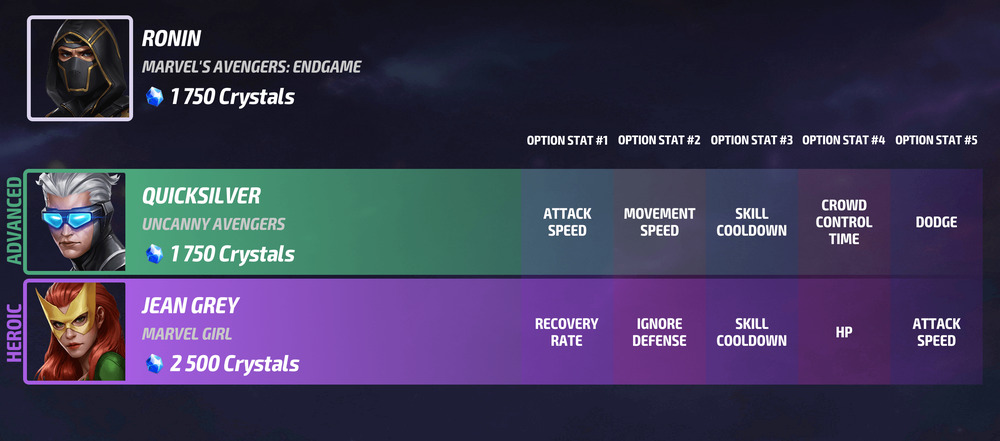 RONIN
MARVEL'S AVENGERS: ENDGAME
1 750 Crystals
OPTION STAT #1 OPTION STAT #2 OPTION STAT #3 OPTION STAT #4 OPTION STAT #5
ADVANCED
QUICKSILVER
UNCANNY AVENGERS
1 750 Crystals
ATTACK
SPEED
MOVEMENT
SPEED
SKILL
COOLDOWN
CROWD
CONTROL
TIME
DODGE
HEROIC
JEAN GREY
MARVEL GIRL
2 500 Crystals
RECOVERY
RATE
IGNORE
DEFENSE
SKILL
COOLDOWN
HP
ATTACK
SPEED